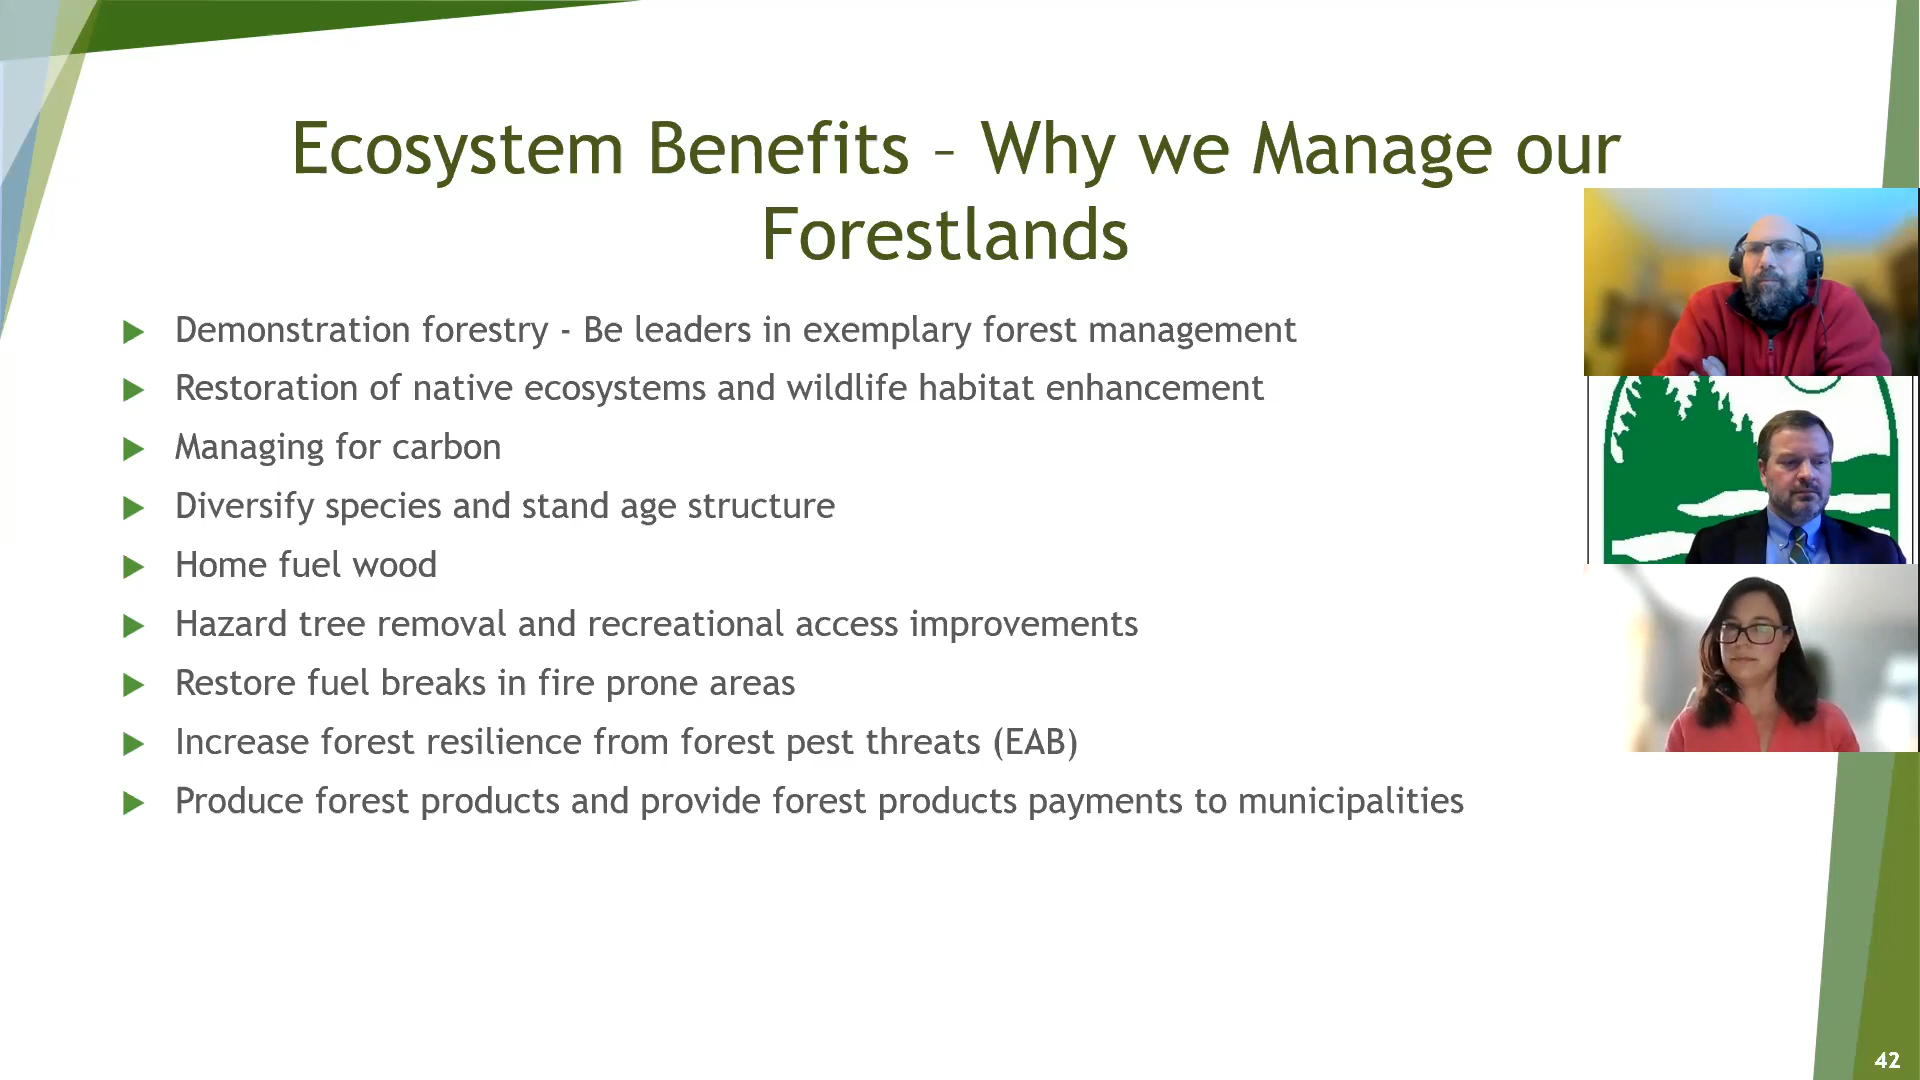 Ecosystem Benefits – Why we Manage our
Forestlands
Demonstration forestry - Be leaders in exemplary forest management
Restoration of native ecosystems and wildlife habitat enhancement
Managing for carbon
Diversify species and stand age structure
Home fuel wood
Hazard tree removal and recreational access improvements
Restore fuel breaks in fire prone areas
Increase forest resilience from forest pest threats (EAB)
Produce forest products and provide forest products payments to municipalities
42